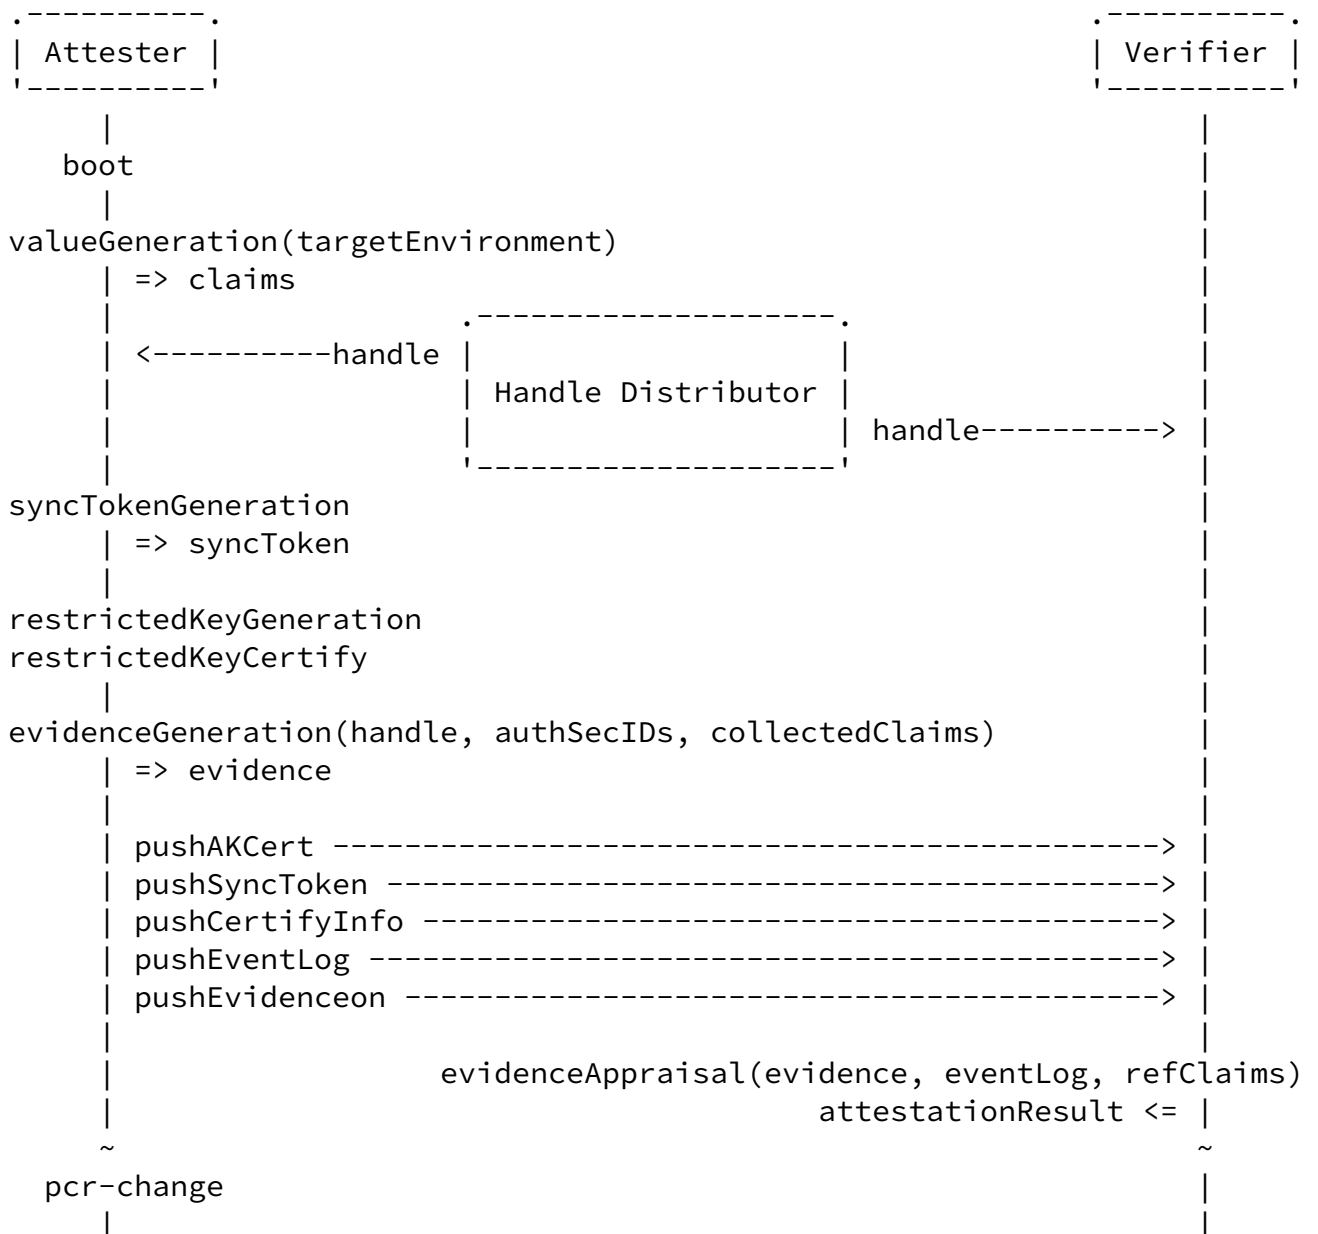 Attester Verifier
boot
valueGeneration(targetEnvironment)
=> claims
<----------handle
Handle Distributor
handle---------->
syncTokenGeneration
=> syncToken
restrictedKeyGeneration
restrictedKeyCertify
evidenceGeneration(handle, authSecIDs, collectedClaims)
=> evidence
pushAKCert ---------------------------------------------->
pushSyncToken ------------------------------------------->
pushCertifyInfo ----------------------------------------->
pushEventLog -------------------------------------------->
pushEvidenceon ------------------------------------------>
evidenceAppraisal(evidence, eventLog, refClaims)
attestationResult <=
~ ~
pcr-change